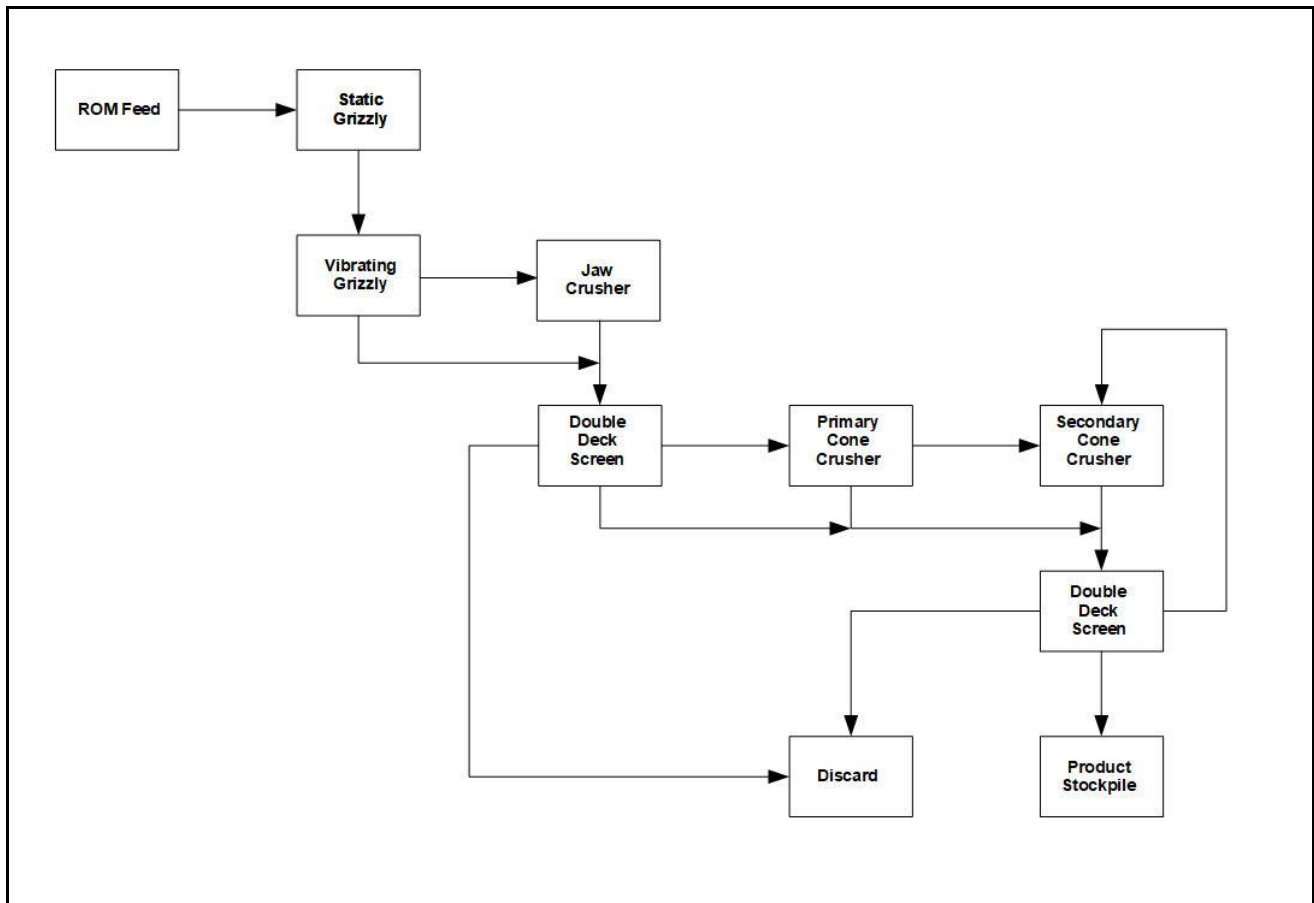 ROM Feed
Static
Grizzly
Vibrating
Grizzly
Jaw
Crusher
Double
Deck
Screen
Primary
Cone
Crusher
Secondary
Cone
Crusher
Double
Deck
Screen
Discard
Product
Stockpile